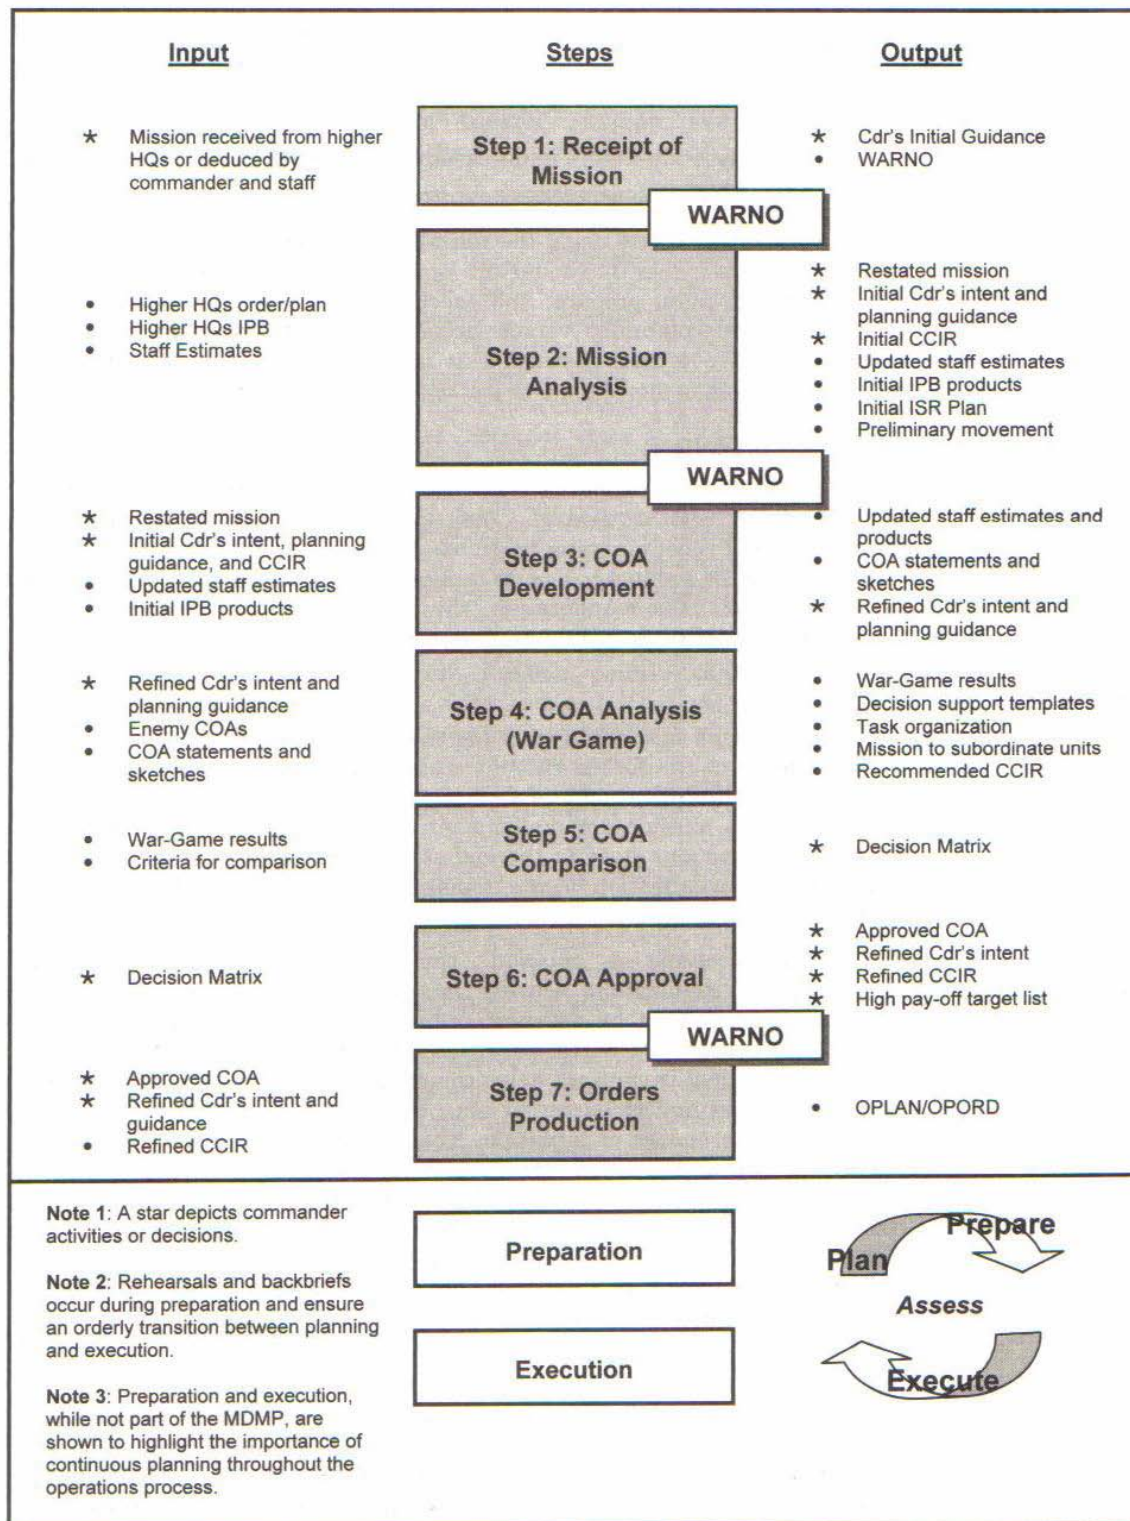 Input
Steps
Output
* Mission received from higher
HQs or deduced by
commander and staff
Step 1: Receipt of
Mission
* Cdr's Initial Guidance
• WARNO
WARNO
• Higher HQs order/plan
• Higher HQs IPB
• Staff Estimates
Step 2: Mission
Analysis
* Restated mission
* Initial Cdr's intent and
planning guidance
* Initial CCIR
• Updated staff estimates
• Initial IPB products
• Initial ISR Plan
• Preliminary movement
WARNO
* Restated mission
* Initial Cdr's intent, planning
guidance, and CCIR
• Updated staff estimates
• Initial IPB products
Step 3: COA
Development
• Updated staff estimates and
products
• COA statements and
sketches
* Refined Cdr's intent and
planning guidance
* Refined Cdr's intent and
planning guidance
• Enemy COAs
• COA statements and
sketches
Step 4: COA Analysis
(War Game)
• War-Game results
• Decision support templates
• Task organization
• Mission to subordinate units
• Recommended CCIR
• War-Game results
• Criteria for comparison
Step 5: COA
Comparison
* Decision Matrix
* Decision Matrix
Step 6: COA Approval
* Approved COA
* Refined Cdr's intent
* Refined CCIR
* High pay-off target list
WARNO
* Approved COA
* Refined Cdr's intent and
guidance
• Refined CCIR
Step 7: Orders
Production
• OPLAN/OPORD
Note 1: A star depicts commander
activities or decisions.
Note 2: Rehearsals and backbriefs
occur during preparation and ensure
an orderly transition between planning
and execution.
Note 3: Preparation and execution,
while not part of the MDMP, are
shown to highlight the importance of
continuous planning throughout the
operations process.
Preparation
Execution
Plan
Prepare
Assess
Execute